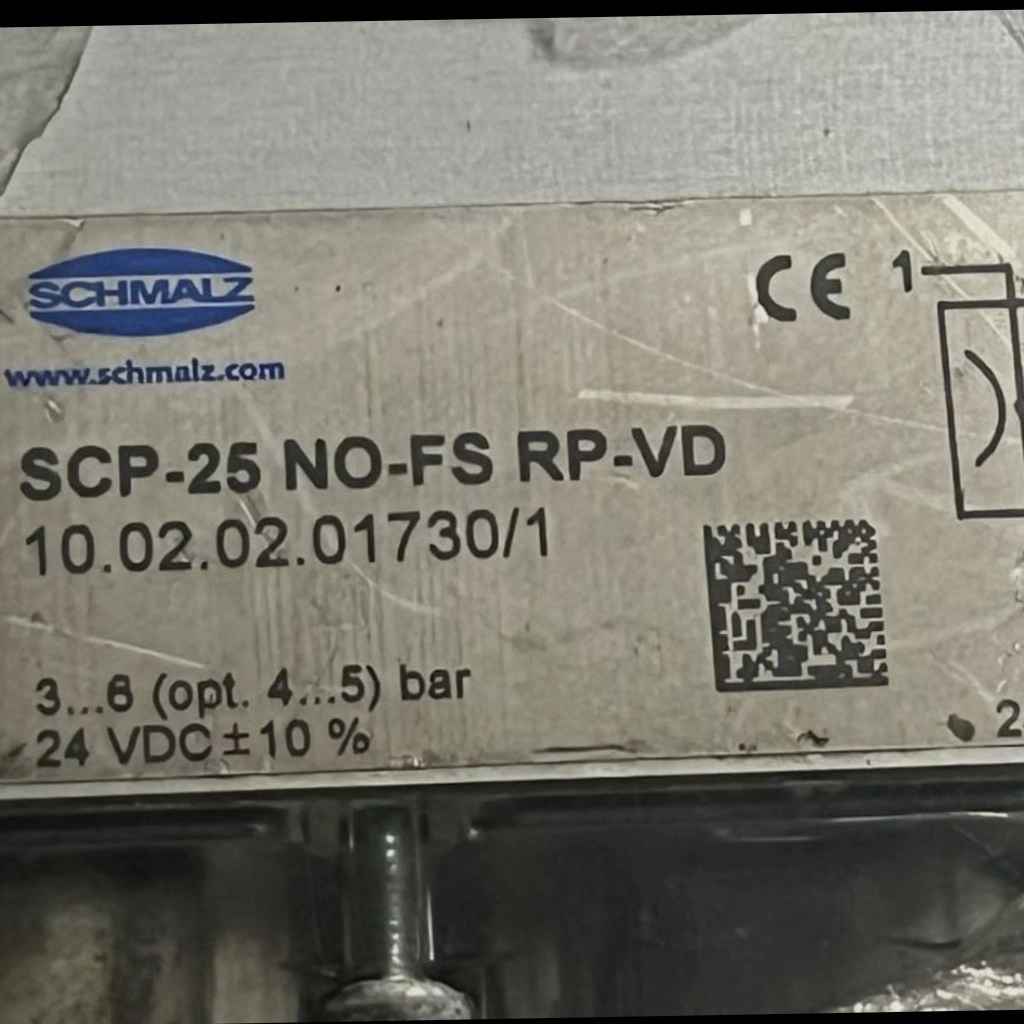 SCHMALZ
www.schmalz.com
CE 1
SCP-25 NO-FS RP-VD
10.02.02.01730/1
3...6 (opt. 4...5) bar
24 VDC ±10 %
2